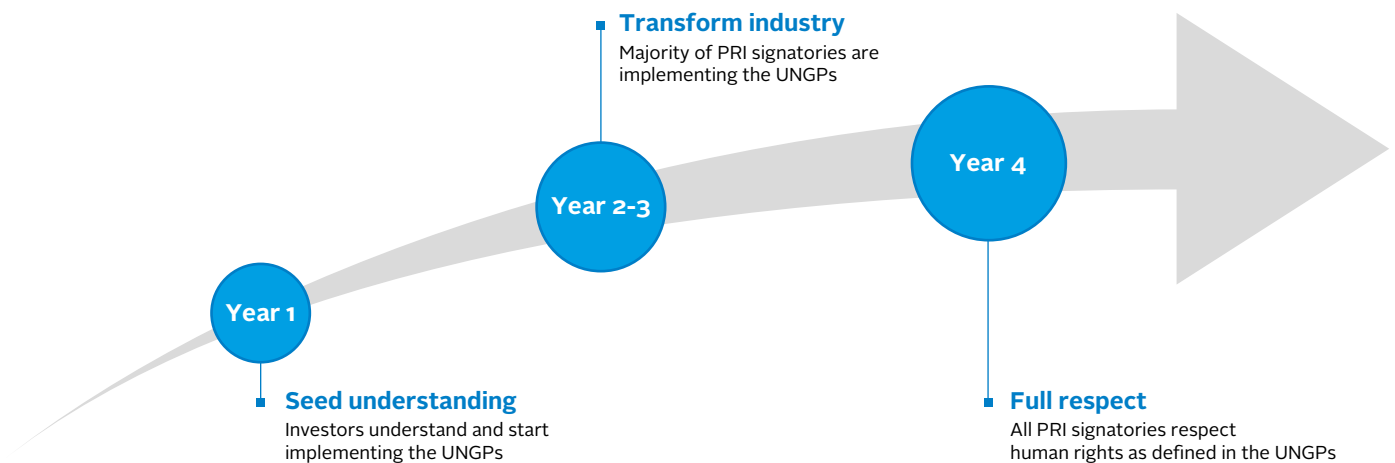 Transform industry
Majority of PRI signatories are
implementing the UNGPs
Year 4
Year 2-3
Year 1
Seed understanding
Investors understand and start
implementing the UNGPs
Full respect
All PRI signatories respect
human rights as defined in the UNGPs